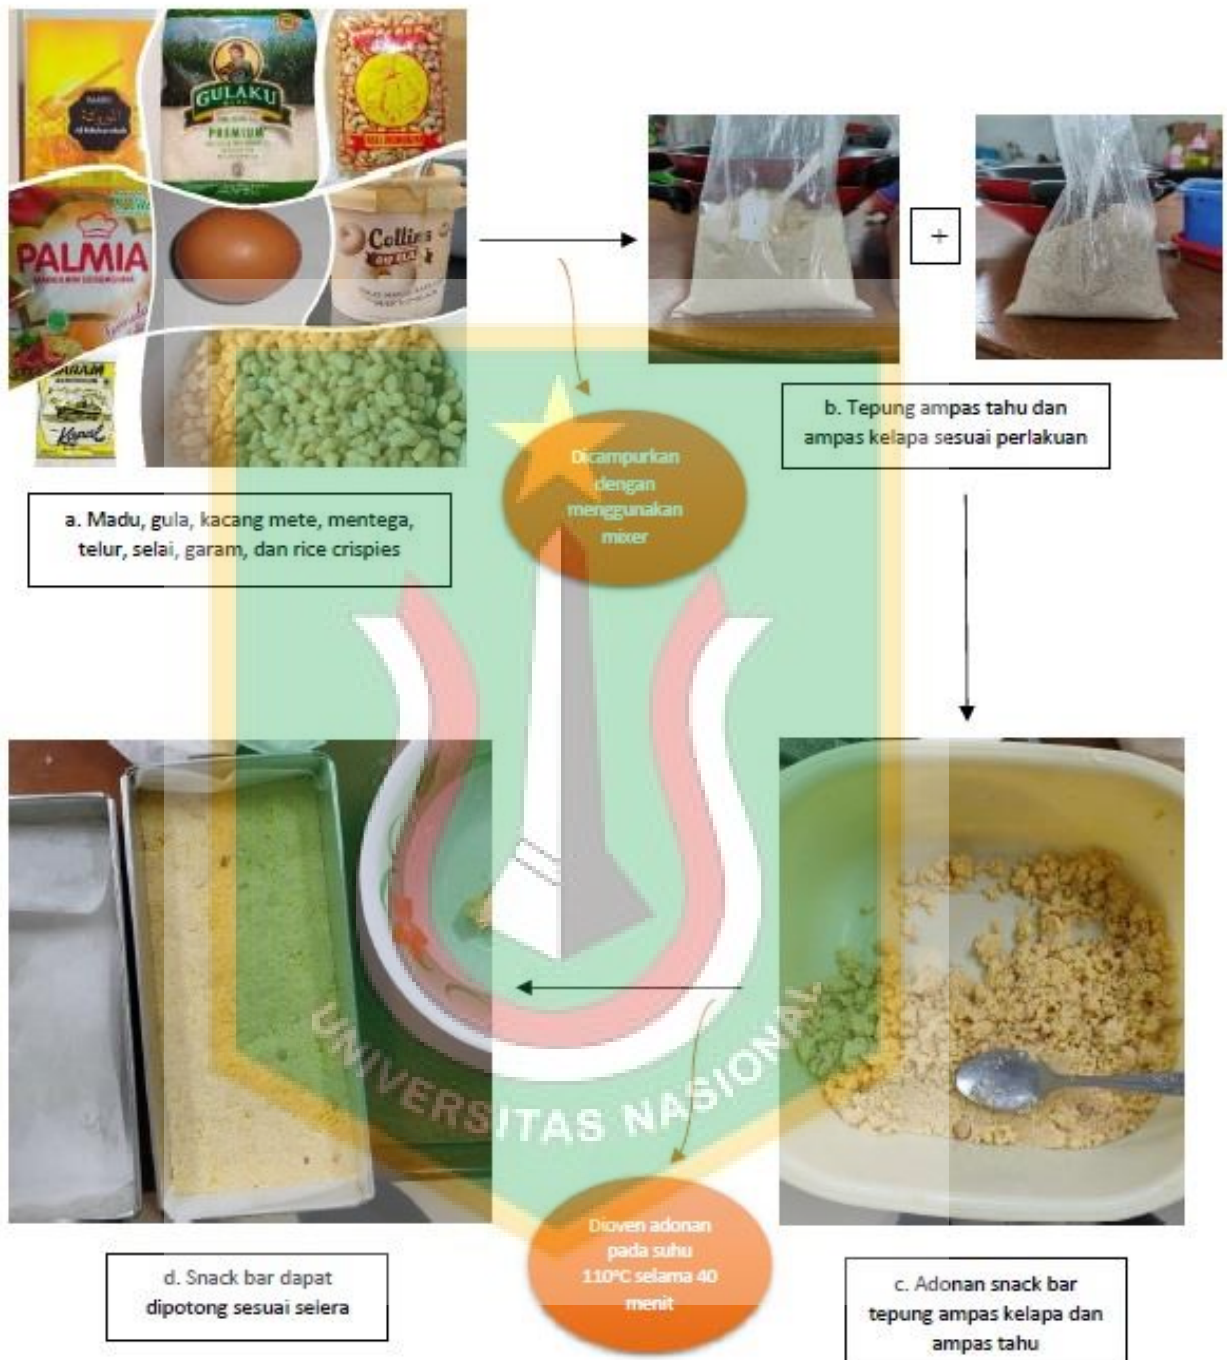 GULAKU
PREMIUM
PALMIA
Collins
GARAM
Kapal
+
a. Madu, gula, kacang mete, mentega,
telur, selai, garam, dan rice crispies
Dicampurkan
dengan
menggunakan
mixer
b. Tepung ampas tahu dan
ampas kelapa sesuai perlakuan
UNIVERSITAS NASIONAL
d. Snack bar dapat
dipotong sesuai seiera
Dioven adonan
pada suhu
110°C selama 40
menit
c. Adonan snack bar
tepung ampas kelapa dan
ampas tahu